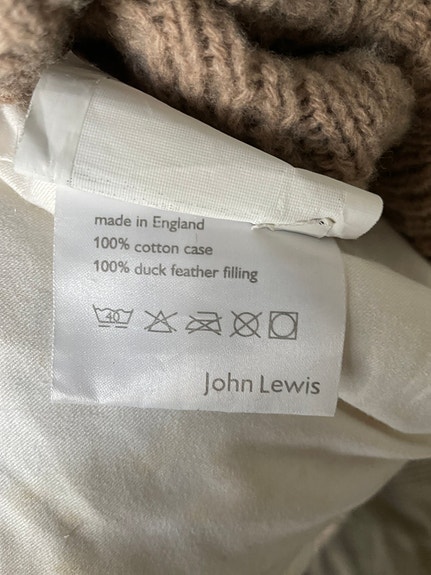 made in England
100% cotton case
100% duck feather filling
40
John Lewis